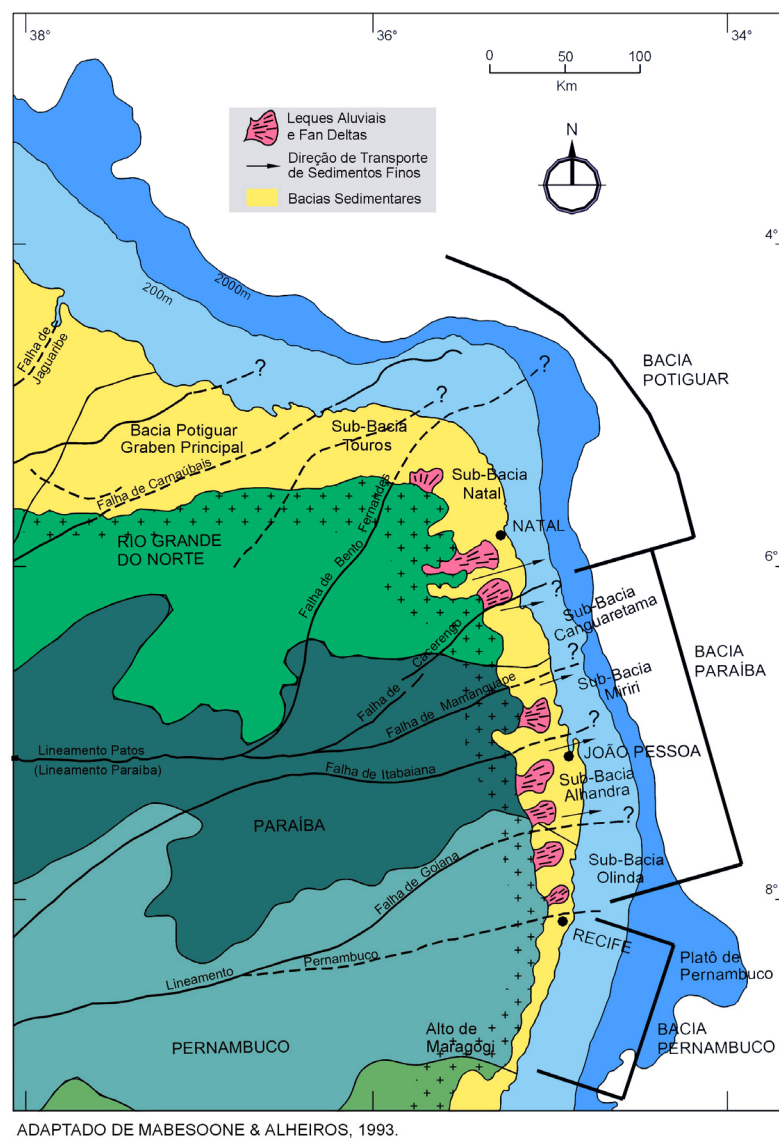 38°
36°
34°
0 50 100
Km
Leques Aluviais
e Fan Deltas
Direção de Transporte
de Sedimentos Finos
Bacias Sedimentares
N
4°
200m
2000m
Falha de
Jaguaribe
?
?
?
BACIA
POTIGUAR
Bacia Potiguar
Graben Principal
Sub-Bacia
Touros
Falha de Carnaúbais
Sub-Bacia
Natal
NATAL
RIO GRANDE
DO NORTE
Falha de Bento Fernandes
6°
?
Sub-Bacia
Canguaretama
Falha de Cacerengo
?
Sub-Bacia
Miriri
BACIA
PARAÍBA
Falha de Mamanguape
Lineamento Patos
(Lineamento Paraíba)
?
JOÃO PESSOA
Falha de Itabaiana
Sub-Bacia
Alhandra
?
PARAÍBA
Sub-Bacia
Olinda
Falha de Goiana
8°
RECIFE
Lineamento Pernambuco
Platô de
Pernambuco
PERNAMBUCO
Alto de
Maragogi
BACIA
PERNAMBUCO
ADAPTADO DE MABESOONE & ALHEIROS, 1993.